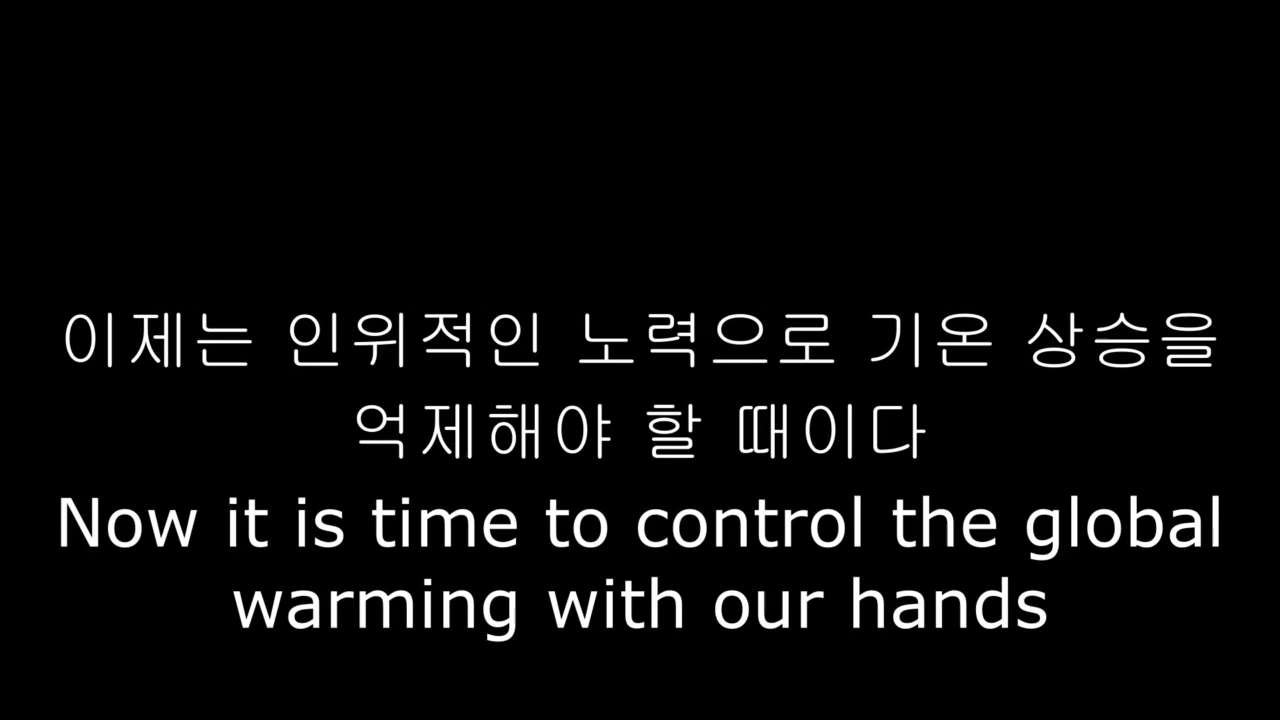 이제는 인위적인 노력으로 기온 상승을
억제해야 할 때이다
Now it is time to control the global
warming with our hands